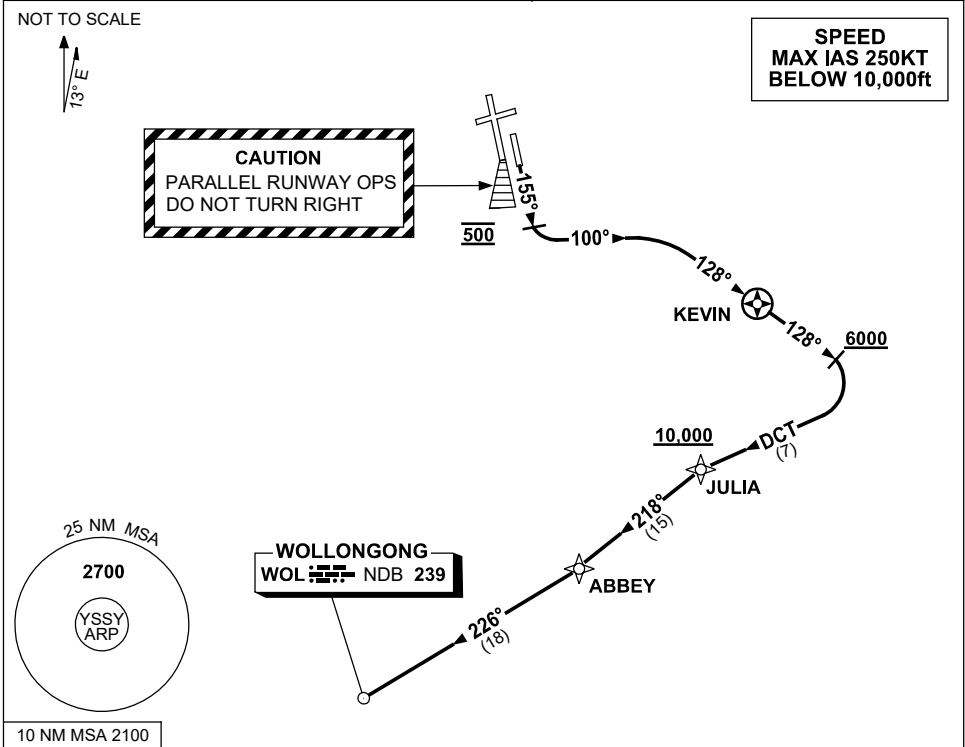 NOT TO SCALE
13° E
SPEED
MAX IAS 250KT
BELOW 10,000ft
CAUTION
PARALLEL RUNWAY OPS
DO NOT TURN RIGHT
155°
500
100°
128°
KEVIN
128°
6000
10,000
DCT
(7)
JULIA
218°
(15)
ABBEY
25 NM MSA
2700
YSSY
ARP
WOLLONGONG
WOL NDB 239
226°
(18)
10 NM MSA 2100